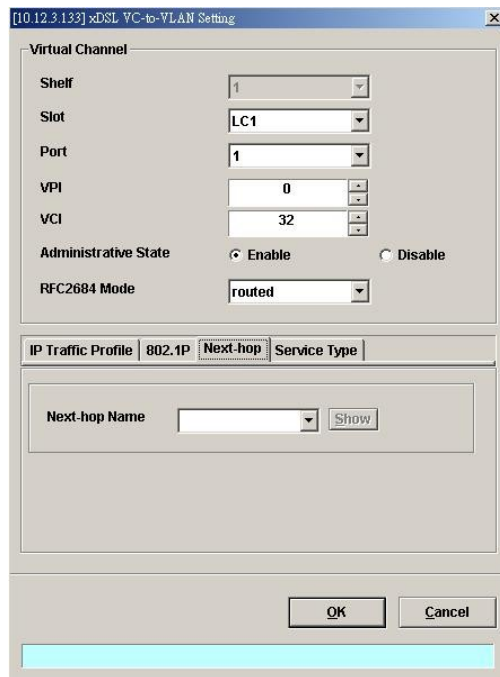 [10.12.3.133] xDSL VC-to-VLAN Setting
Virtual Channel
Shelf 1
Slot LC1
Port 1
VPI 0
VCI 32
Administrative State Enable Disable
RFC2684 Mode routed
IP Traffic Profile 802.1P Next-hop Service Type
Next-hop Name Show
OK Cancel